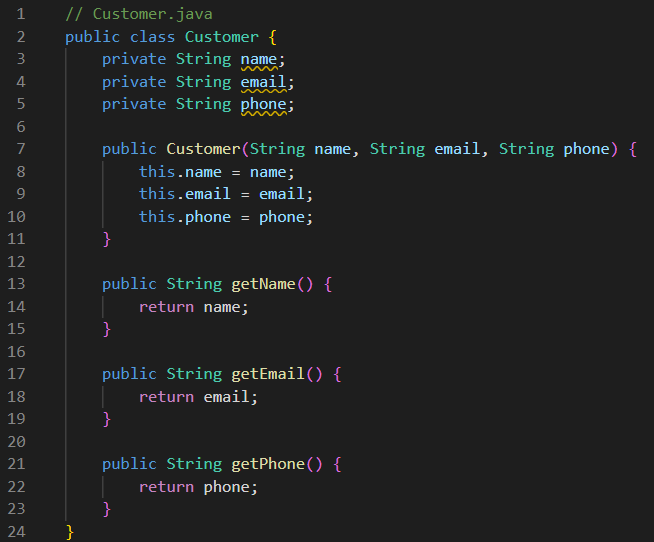 1 // Customer.java
2 public class Customer {
3     private String name;
4     private String email;
5     private String phone;
6
7     public Customer(String name, String email, String phone) {
8         this.name = name;
9         this.email = email;
10         this.phone = phone;
11     }
12
13     public String getName() {
14         return name;
15     }
16
17     public String getEmail() {
18         return email;
19     }
20
21     public String getPhone() {
22         return phone;
23     }
24 }